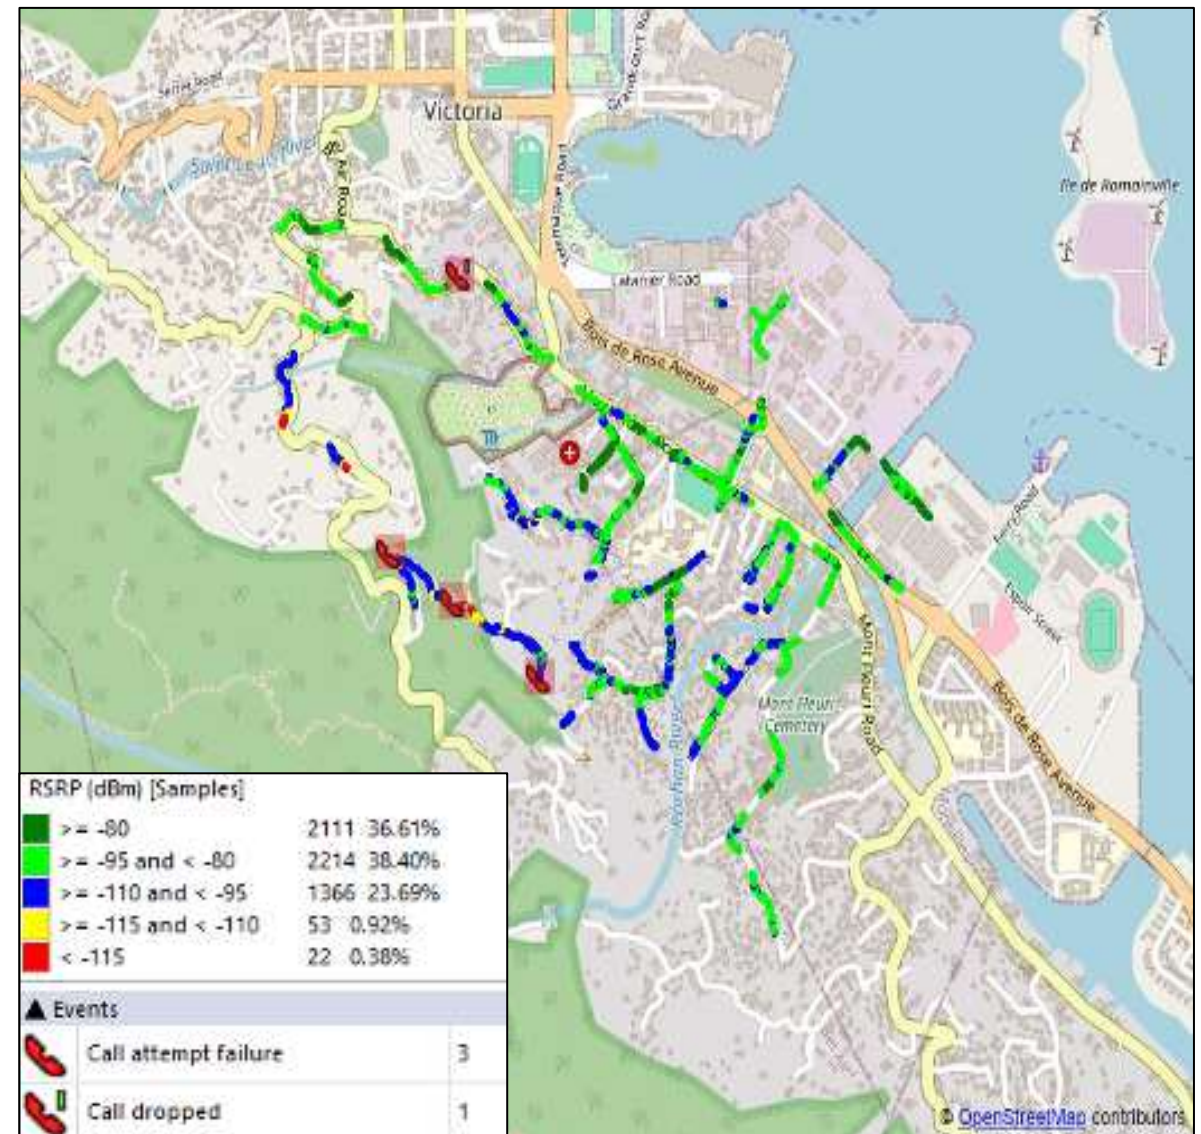 Victoria
Serret Road
Saint Louis River
Ile de Romainville
Latanier Road
Bois de Rose Avenue
Ferry Road
Espoir Street
Mont Fleuri Road
Mont Fleuri
Cemetery
Bois de Rose Avenue
RSRP (dBm) [Samples]
>= -80 2111 36.61%
>= -95 and < -80 2214 38.40%
>= -110 and < -95 1366 23.69%
>= -115 and < -110 53 0.92%
< -115 22 0.38%
▲ Events
Call attempt failure 3
Call dropped 1
© OpenStreetMap contributors